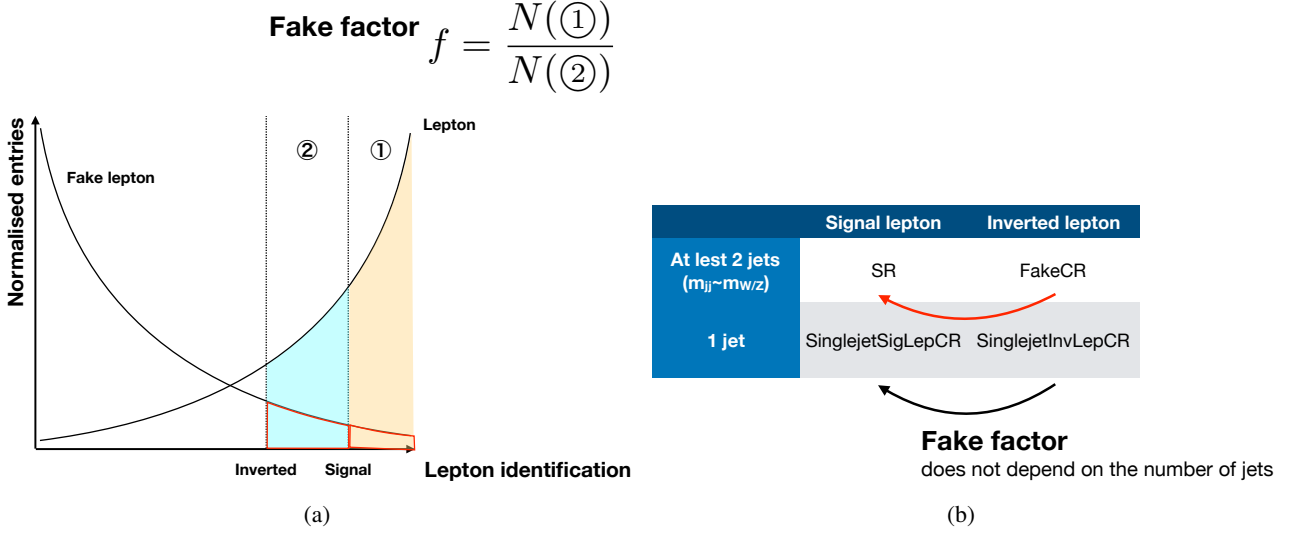 Fake factor f = N(①) / N(②)
Normalised entries
Fake lepton
②
①
Lepton
Inverted
Signal
Lepton identification
(a)
Signal lepton Inverted lepton
At lest 2 jets
(mjj~mW/Z)
SR FakeCR
1 jet SinglejetSigLepCR SinglejetInvLepCR
Fake factor
does not depend on the number of jets
(b)